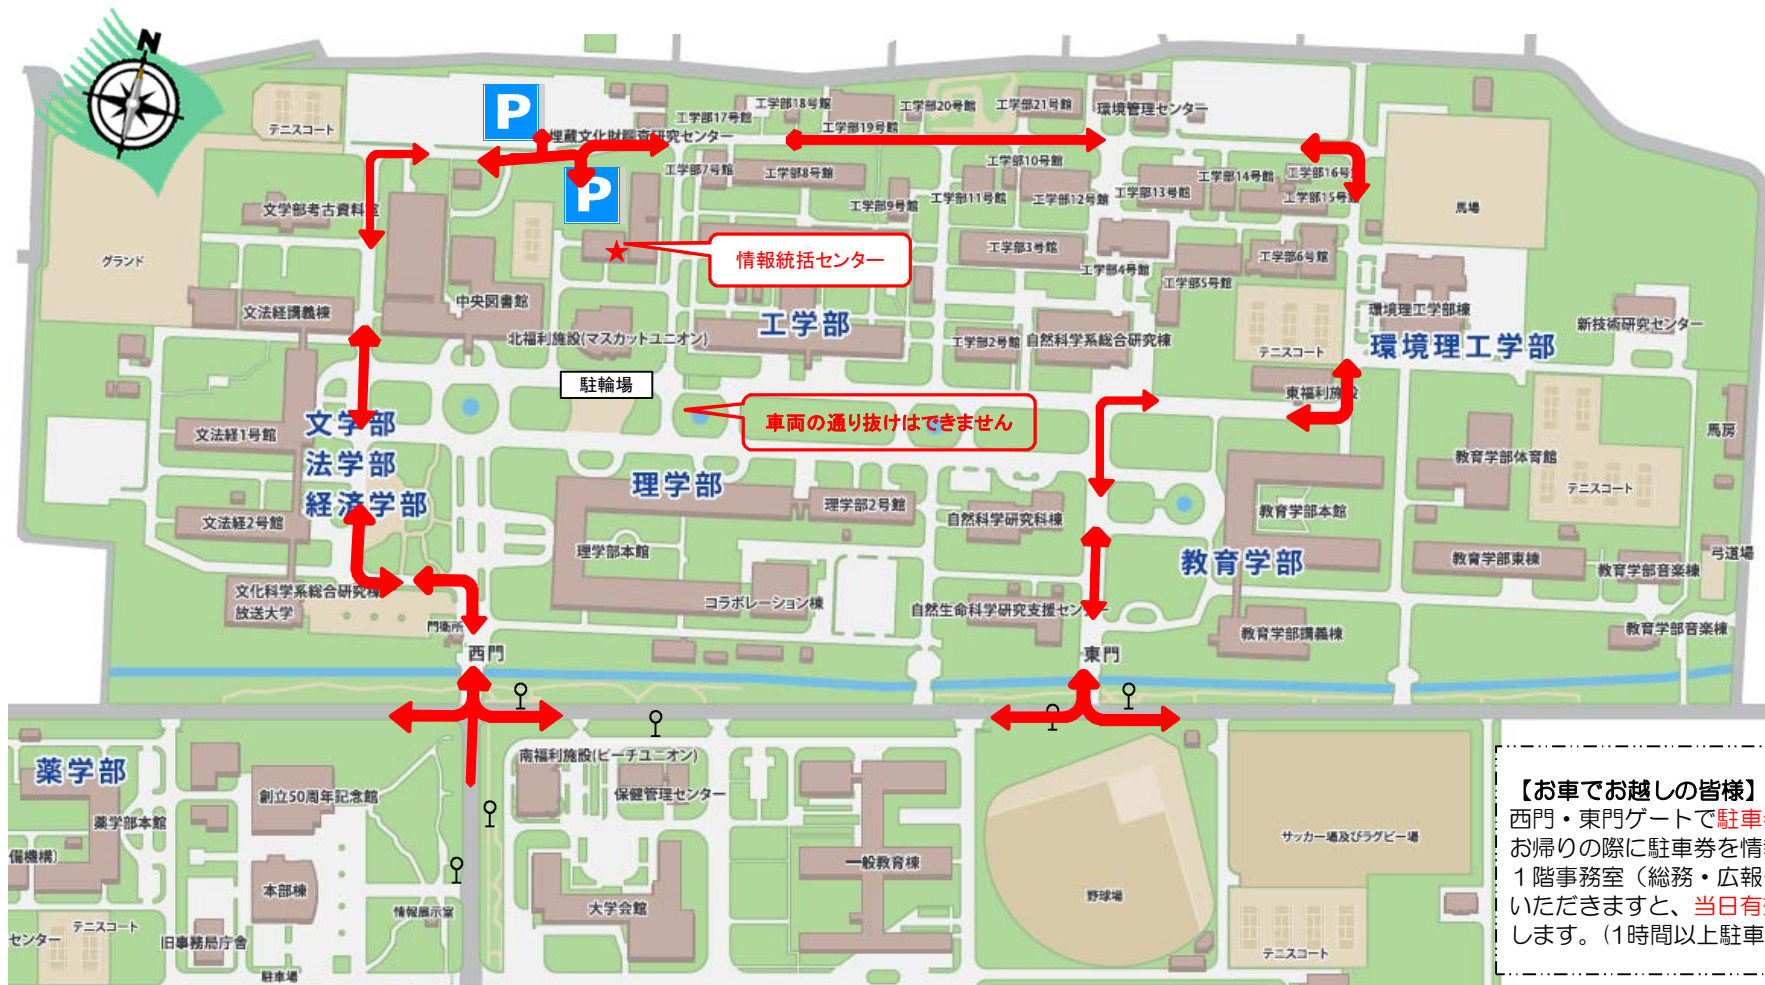 N
P
テニスコート
工学部17号館
工学部18号館
工学部19号館
工学部20号館
工学部21号館
環境管理センター
埋蔵文化財調査研究センター
P
工学部7号館
工学部8号館
工学部9号館
工学部10号館
工学部11号館
工学部12号館
工学部13号館
工学部14号館
工学部16号
工学部15号館
馬場
文学部考古資料室
グランド
情報統括センター
工学部3号館
工学部4号館
工学部5号館
工学部6号館
文法経講義棟
中央図書館
北福利施設(マスカットユニオン)
工学部
工学部2号館
自然科学系総合研究棟
テニスコート
環境理工学部棟
環境理工学部
新技術研究センター
駐輪場
車両の通り抜けはできません
東福利施設
文法経1号館
文学部
法学部
経済学部
文法経2号館
理学部
理学部2号館
理学部本館
自然科学研究科棟
教育学部本館
教育学部体育館
テニスコート
馬房
教育学部
教育学部東棟
教育学部音楽棟
弓道場
文化科学系総合研究棟
放送大学
コラボレーション棟
自然生命科学研究支援セン
門衛所
西門
東門
教育学部講義棟
教育学部音楽棟
薬学部
薬学部本館
備機構)
創立50周年記念館
南福利施設(ピーチユニオン)
保健管理センター
一般教育棟
野球場
サッカー場及びラグビー場
本部棟
情報展示室
大学会館
テニスコート
センター
テニスコート
旧事務局庁舎
駐車場
【お車でお越しの皆様】
西門・東門ゲートで駐車
お帰りの際に駐車券を情
１階事務室（総務・広報
いただきますと、当日有
します。(1時間以上駐車